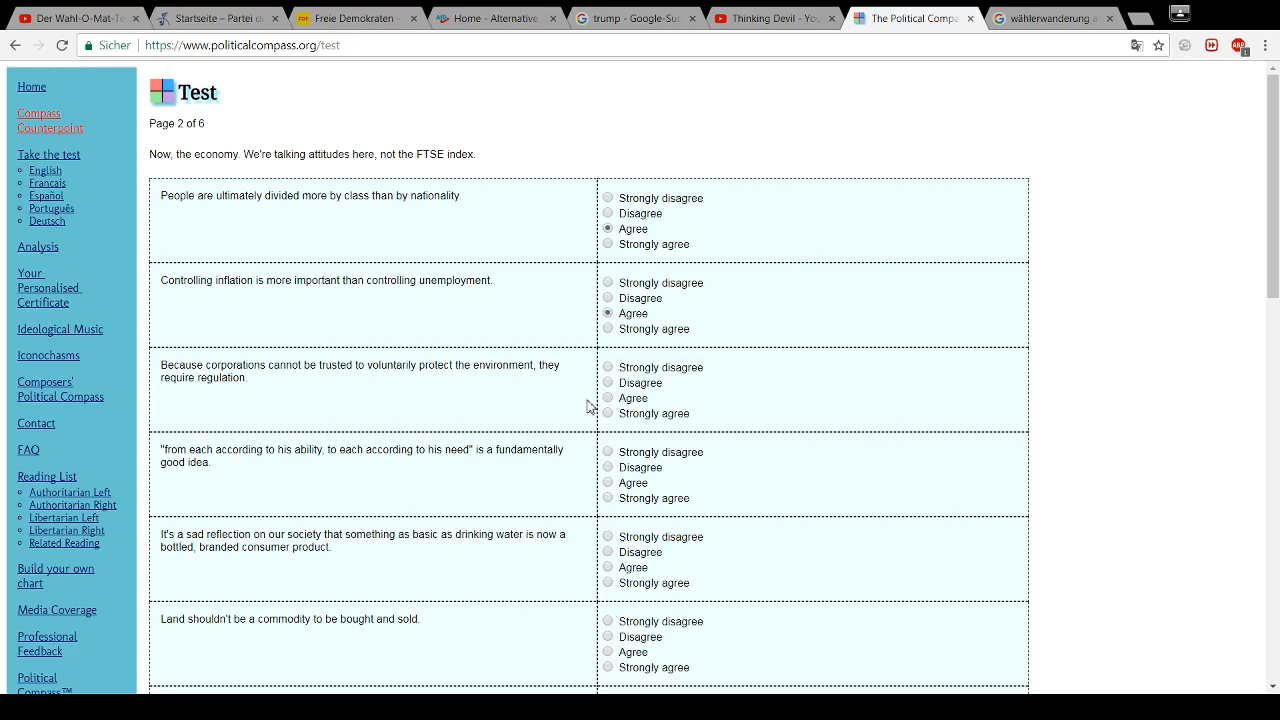 Der Wahl-O-Mat-Te
Startseite – Partei de
FDP Freie Demokraten -
AfD Home - Alternative
trump - Google-Suc
Thinking Devil - You
The Political Compa
wählerwanderung a
Sicher https://www.politicalcompass.org/test
ABP 1
Home
Compass
Counterpoint
Take the test
English
Francais
Español
Português
Deutsch
Analysis
Your
Personalised
Certificate
Ideological Music
Iconochasms
Composers'
Political Compass
Contact
FAQ
Reading List
Authoritarian Left
Authoritarian Right
Libertarian Left
Libertarian Right
Related Reading
Build your own
chart
Media Coverage
Professional
Feedback
Political
Compass™
Test
Page 2 of 6
Now, the economy. We're talking attitudes here, not the FTSE index.
People are ultimately divided more by class than by nationality.
Strongly disagree
Disagree
Agree
Strongly agree
Controlling inflation is more important than controlling unemployment.
Strongly disagree
Disagree
Agree
Strongly agree
Because corporations cannot be trusted to voluntarily protect the environment, they
require regulation.
Strongly disagree
Disagree
Agree
Strongly agree
"from each according to his ability, to each according to his need" is a fundamentally
good idea.
Strongly disagree
Disagree
Agree
Strongly agree
It's a sad reflection on our society that something as basic as drinking water is now a
bottled, branded consumer product.
Strongly disagree
Disagree
Agree
Strongly agree
Land shouldn't be a commodity to be bought and sold.
Strongly disagree
Disagree
Agree
Strongly agree